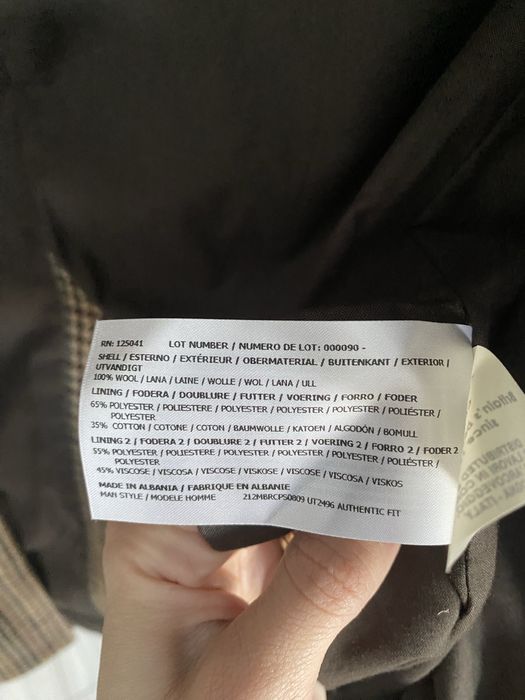 RN: 125041 LOT NUMBER / NUMERO DE LOT: 000090 -
SHELL / ESTERNO / EXTÉRIEUR / OBERMATERIAL / BUITENKANT / EXTERIOR /
UTVANDIGT
100% WOOL / LANA / LAINE / WOLLE / WOL / LANA / ULL
LINING / FODERA / DOUBLURE / FUTTER / VOERING / FORRO / FODER
65% POLYESTER / POLIESTERE / POLYESTER / POLYESTER / POLYESTER / POLIÉSTER /
POLYESTER
35% COTTON / COTONE / COTON / BAUMWOLLE / KATOEN / ALGODÓN / BOMULL
LINING 2 / FODERA 2 / DOUBLURE 2 / FUTTER 2 / VOERING 2 / FORRO 2 / FODER 2
55% POLYESTER / POLIESTERE / POLYESTER / POLYESTER / POLYESTER / POLIÉSTER /
POLYESTER
45% VISCOSE / VISCOSA / VISCOSE / VISKOSE / VISCOSE / VISCOSA / VISKOS
MADE IN ALBANIA / FABRIQUE EN ALBANIE
MAN STYLE / MODELE HOMME 212MBRCPS0809 UT2496 AUTHENTIC FIT